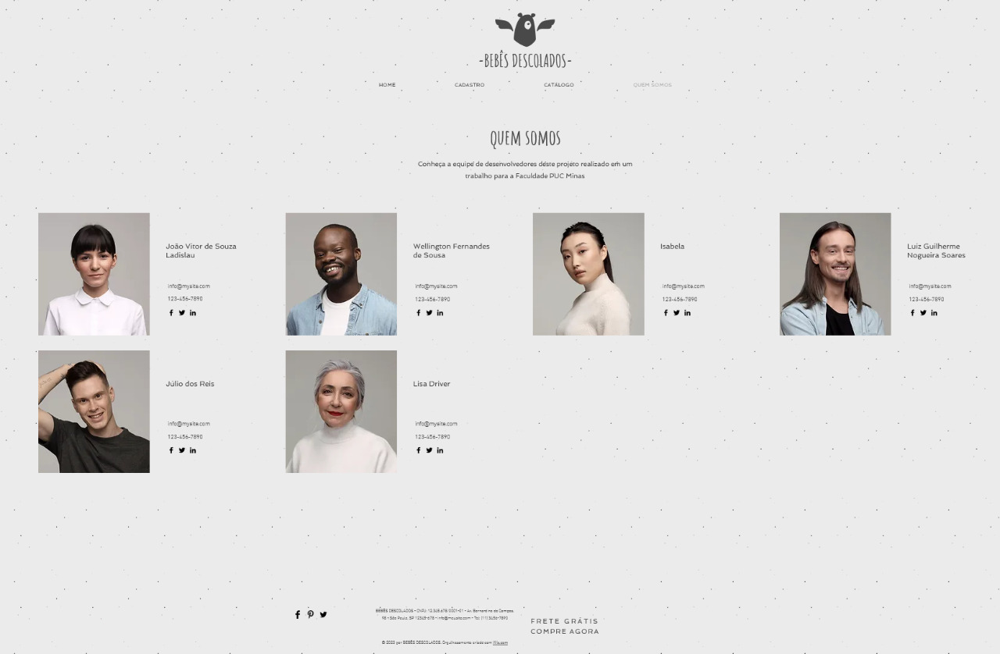 -BEBÊS DESCOLADOS-
HOME CADASTRO CATÁLOGO QUEM SOMOS
QUEM SOMOS
Conheça a equipe de desenvolvedores deste projeto realizado em um
trabalho para a Faculdade PUC Minas
João Vitor de Souza
Ladislau
info@mysite.com
123-456-7890
Wellington Fernandes
de Sousa
info@mysite.com
123-456-7890
Isabela
info@mysite.com
123-456-7890
Luiz Guilherme
Nogueira Soares
info@mysite.com
123-456-7890
Júlio dos Reis
info@mysite.com
123-456-7890
Lisa Driver
info@mysite.com
123-456-7890
BEBÊS DESCOLADOS - CNPJ: 12.345.678/0001-01 - Av. Bernardino de Campos,
98 - São Paulo, SP 12345-678 - info@meusite.com - Tel: (11) 3456-7890
© 2023 por BEBÊS DESCOLADOS. Orgulhosamente criado com Wix.com
FRETE GRÁTIS
COMPRE AGORA